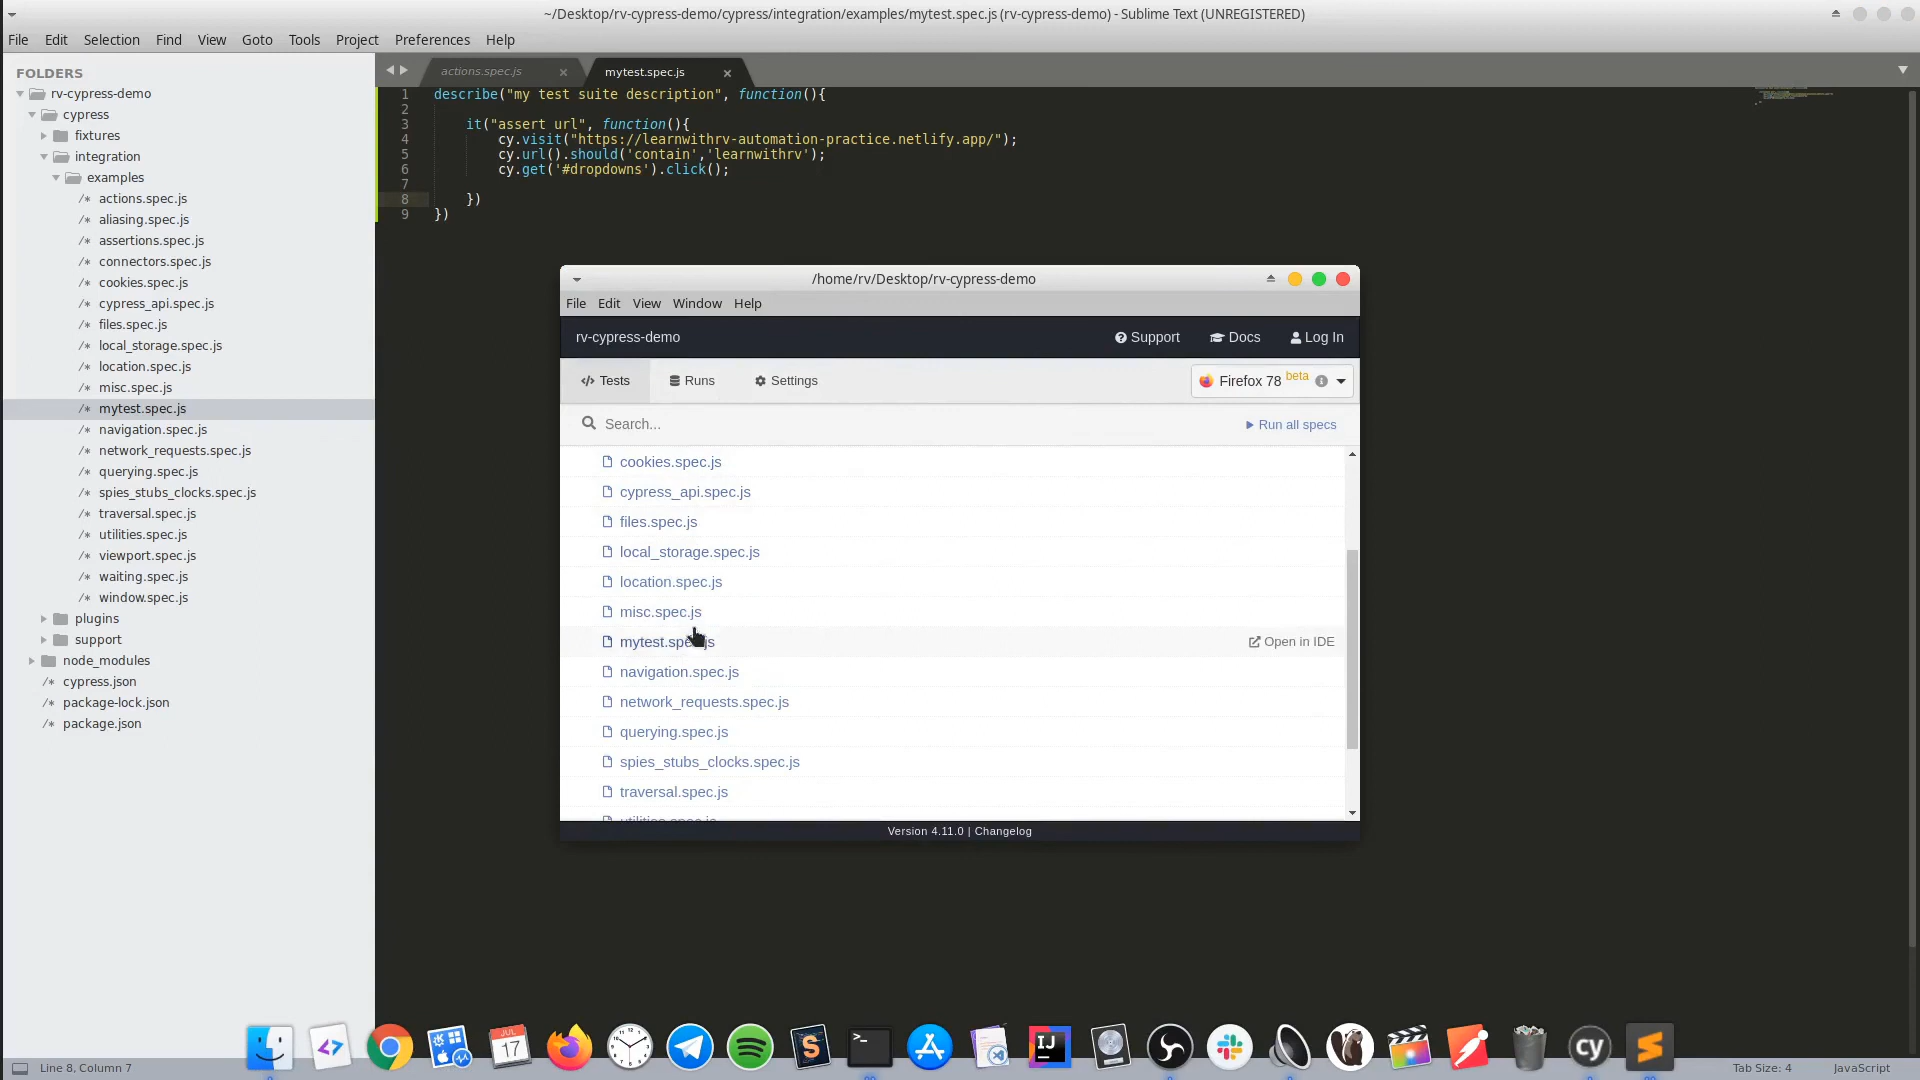 ~/Desktop/rv-cypress-demo/cypress/integration/examples/mytest.spec.js (rv-cypress-demo) - Sublime Text (UNREGISTERED)
File Edit Selection Find View Goto Tools Project Preferences Help
FOLDERS
rv-cypress-demo
cypress
fixtures
integration
examples
/* actions.spec.js
/* aliasing.spec.js
/* assertions.spec.js
/* connectors.spec.js
/* cookies.spec.js
/* cypress_api.spec.js
/* files.spec.js
/* local_storage.spec.js
/* location.spec.js
/* misc.spec.js
/* mytest.spec.js
/* navigation.spec.js
/* network_requests.spec.js
/* querying.spec.js
/* spies_stubs_clocks.spec.js
/* traversal.spec.js
/* utilities.spec.js
/* viewport.spec.js
/* waiting.spec.js
/* window.spec.js
plugins
support
node_modules
/* cypress.json
/* package-lock.json
/* package.json
actions.spec.js mytest.spec.js
1 describe("my test suite description", function(){
2
3 it("assert url", function(){
4 cy.visit("https://learnwithrv-automation-practice.netlify.app/");
5 cy.url().should('contain','learnwithrv');
6 cy.get('#dropdowns').click();
7
8 })
9 })
/home/rv/Desktop/rv-cypress-demo
File Edit View Window Help
rv-cypress-demo Support Docs Log In
Tests Runs Settings Firefox 78 beta
Search... Run all specs
cookies.spec.js
cypress_api.spec.js
files.spec.js
local_storage.spec.js
location.spec.js
misc.spec.js
mytest.spec.js Open in IDE
navigation.spec.js
network_requests.spec.js
querying.spec.js
spies_stubs_clocks.spec.js
traversal.spec.js
utilities.spec.js
Version 4.11.0 | Changelog
JUL
17
>_
IJ
cy
Line 8, Column 7 Tab Size: 4 JavaScript